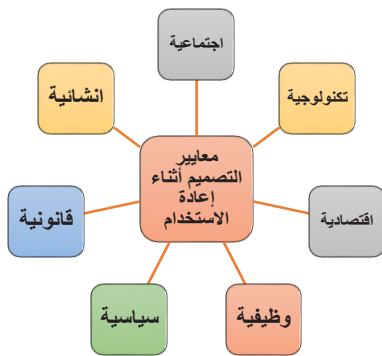 اجتماعية
تكنولوجية
انشائية
معايير
التصميم أثناء
إعادة
الاستخدام
اقتصادية
قانونية
وظيفية
سياسية